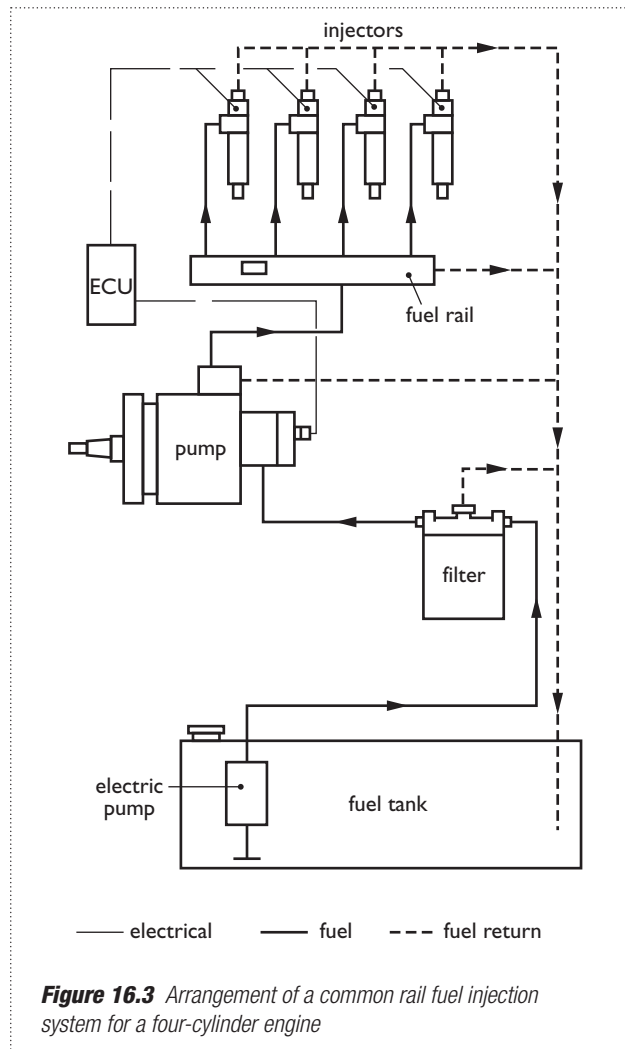 injectors
ECU
fuel rail
pump
filter
electric
pump
fuel tank
electrical
fuel
fuel return
Figure 16.3 Arrangement of a common rail fuel injection
system for a four-cylinder engine